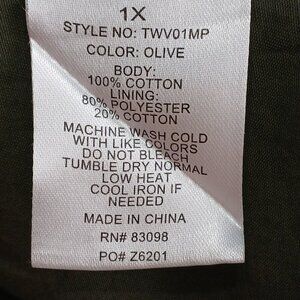 1X
STYLE NO: TWV01MP
COLOR: OLIVE
BODY:
100% COTTON
LINING:
80% POLYESTER
20% COTTON
MACHINE WASH COLD
WITH LIKE COLORS
DO NOT BLEACH
TUMBLE DRY NORMAL
LOW HEAT
COOL IRON IF
NEEDED
MADE IN CHINA
RN# 83098
PO# Z6201